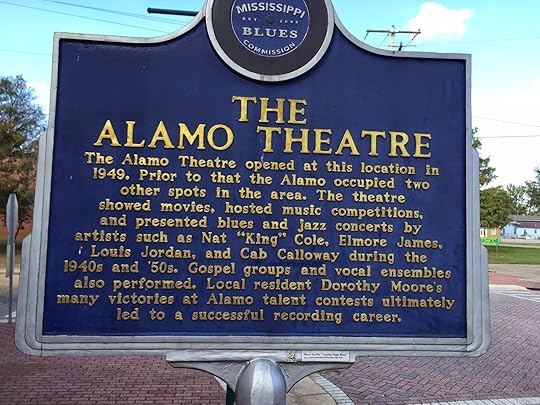 MISSISSIPPI
EST. 2003
BLUES
COMMISSION
THE
ALAMO THEATRE
The Alamo Theatre opened at this location in
1949. Prior to that the Alamo occupied two
other spots in the area. The theatre
showed movies, hosted music competitions,
and presented blues and jazz concerts by
artists such as Nat "King" Cole, Elmore James,
Louis Jordan, and Cab Calloway during the
1940s and '50s. Gospel groups and vocal ensembles
also performed. Local resident Dorothy Moore's
many victories at Alamo talent contests ultimately
led to a successful recording career.